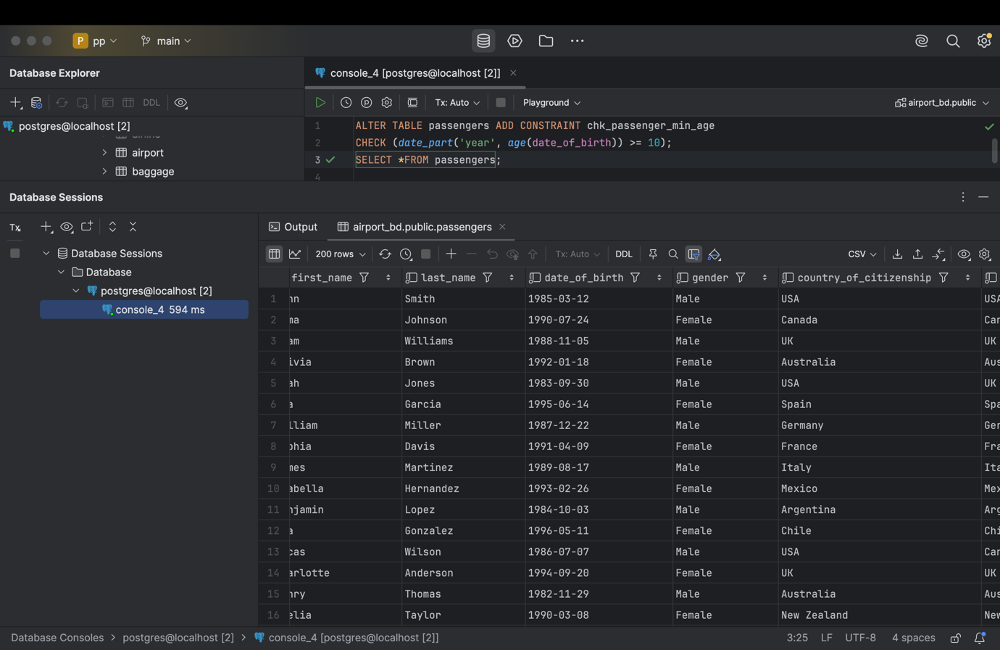 P pp main
Database Explorer
console_4 [postgres@localhost [2]]
DDL
Tx: Auto Playground airport_bd.public
postgres@localhost [2]
airport
baggage
1 ALTER TABLE passengers ADD CONSTRAINT chk_passenger_min_age
2 CHECK (date_part('year', age(date_of_birth)) >= 10);
3 SELECT *FROM passengers;
4
Database Sessions
Tx
Database Sessions
Database
postgres@localhost [2]
console_4 594 ms
Output airport_bd.public.passengers
200 rows Tx: Auto DDL CSV
first_name last_name date_of_birth gender country_of_citizenship
1 nn Smith 1985-03-12 Male USA USA
2 ma Johnson 1990-07-24 Female Canada Car
3 am Williams 1988-11-05 Male UK UK
4 ivia Brown 1992-01-18 Female Australia Aus
5 ah Jones 1983-09-30 Male USA UK
6 a Garcia 1995-06-14 Female Spain Spa
7 lliam Miller 1987-12-22 Male Germany Ger
8 phia Davis 1991-04-09 Female France Fra
9 mes Martinez 1989-08-17 Male Italy Ita
10 abella Hernandez 1993-02-26 Female Mexico Mex
11 njamin Lopez 1984-10-03 Male Argentina Arg
12 a Gonzalez 1996-05-11 Female Chile Chi
13 cas Wilson 1986-07-07 Male USA Car
14 arlotte Anderson 1994-09-20 Female UK UK
15 nry Thomas 1982-11-29 Male Australia Aus
16 elia Taylor 1990-03-08 Female New Zealand New
Database Consoles > postgres@localhost [2] > console_4 [postgres@localhost [2]] 3:25 LF UTF-8 4 spaces